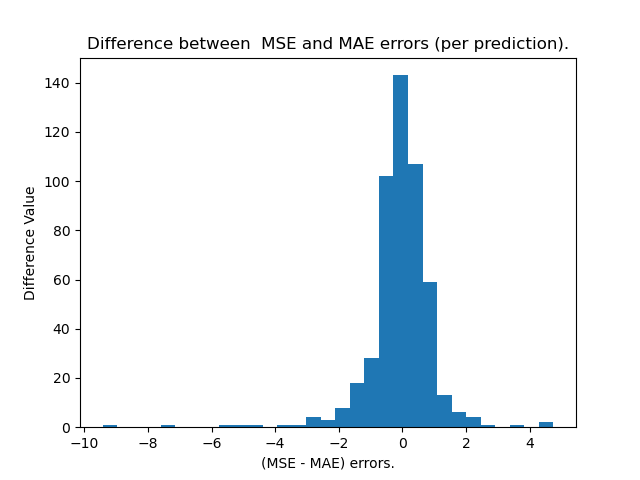 Difference between  MSE and MAE errors (per prediction).
140
120
100
80
60
40
20
0
Difference Value
−10 −8 −6 −4 −2 0 2 4
(MSE - MAE) errors.